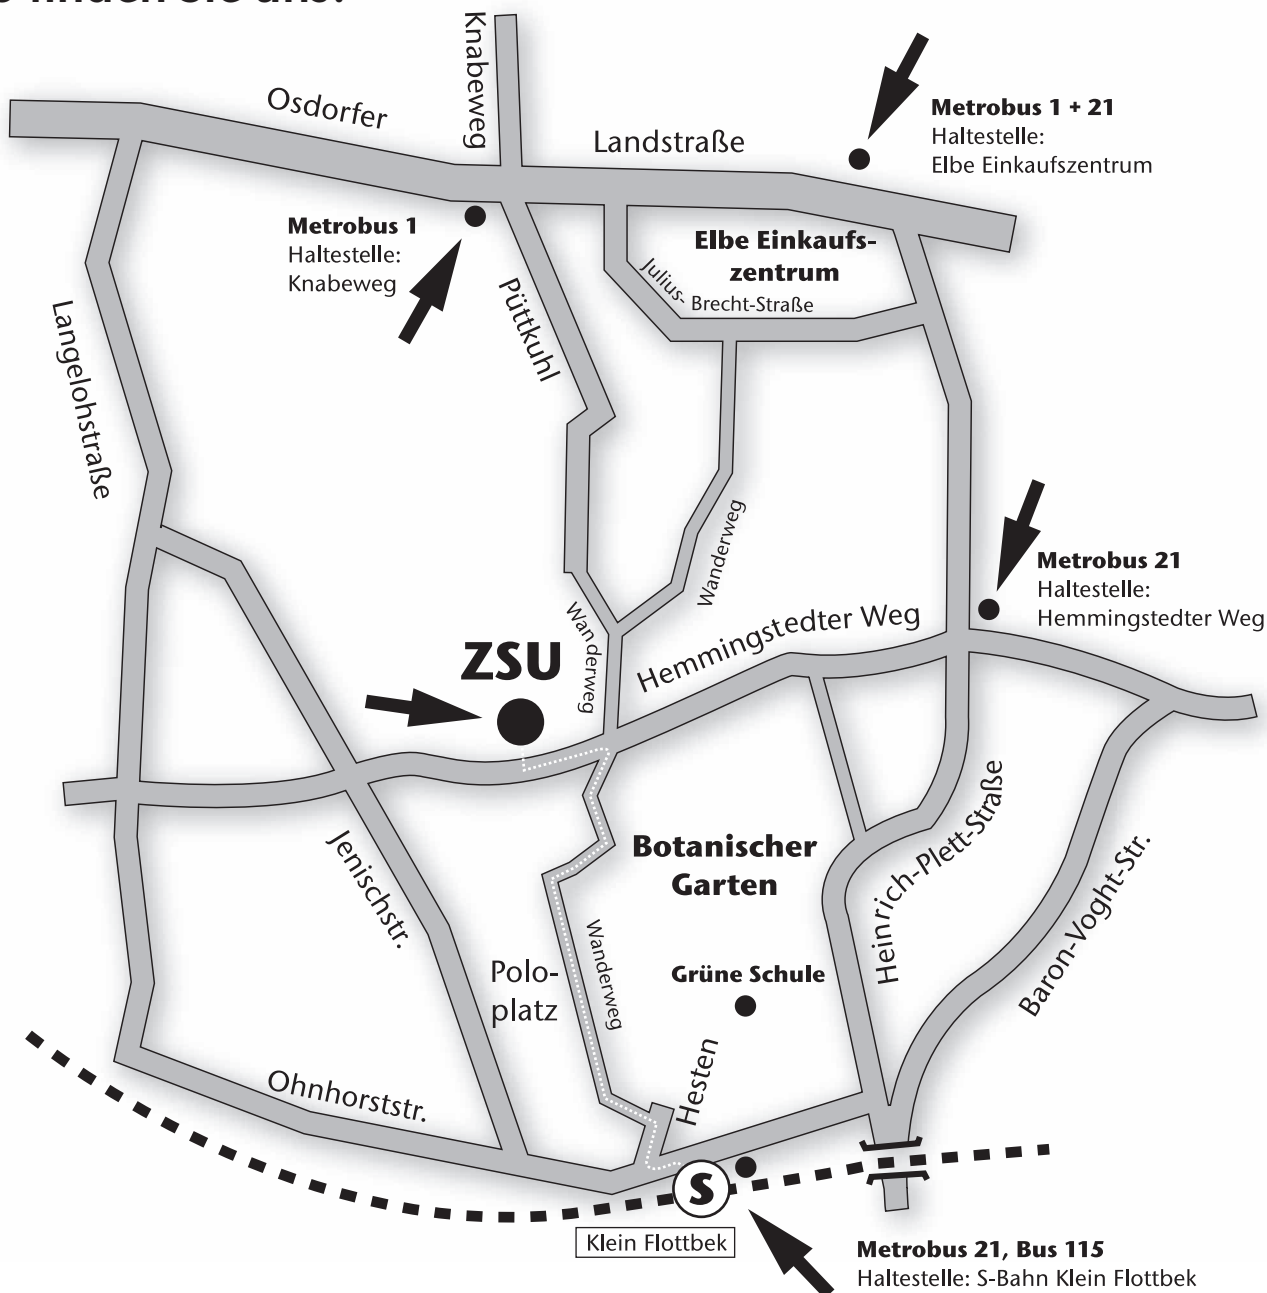 finden Sie uns:
Knabeweg
Osdorfer
Landstraße
Metrobus 1 + 21
Haltestelle:
Elbe Einkaufszentrum
Metrobus 1
Haltestelle:
Knabeweg
Elbe Einkaufs-
zentrum
Julius-
Brecht-Straße
Püttkuhl
Langelohstraße
Wanderweg
Metrobus 21
Haltestelle:
Hemmingstedter Weg
Wanderweg
Hemmingstedter Weg
ZSU
Botanischer
Garten
Heinrich-Plett-Straße
Baron-Voght-Str.
Jenischstr.
Polo-
platz
Wanderweg
Grüne Schule
Hesten
Ohnhorststr.
S
Klein Flottbek
Metrobus 21, Bus 115
Haltestelle: S-Bahn Klein Flottbek